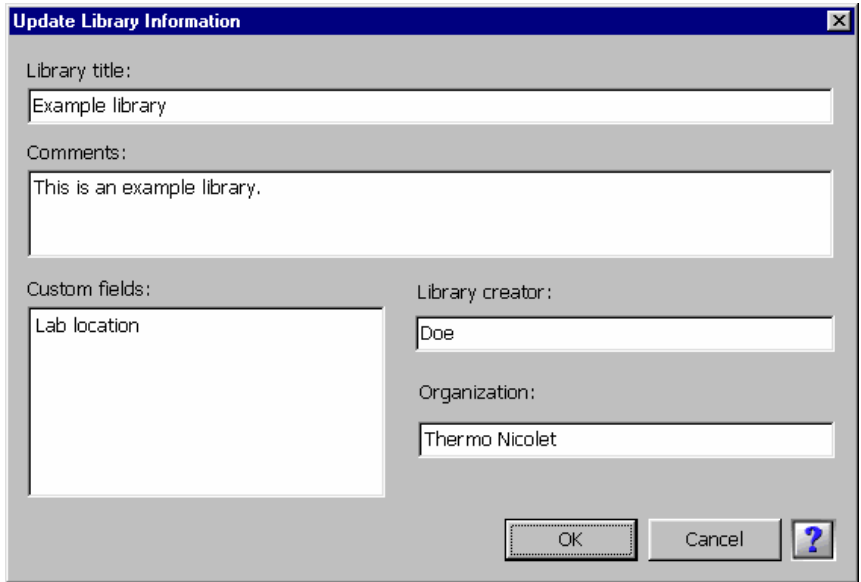 Update Library Information
Library title:
Example library
Comments:
This is an example library.
Custom fields:
Lab location
Library creator:
Doe
Organization:
Thermo Nicolet
OK
Cancel
?